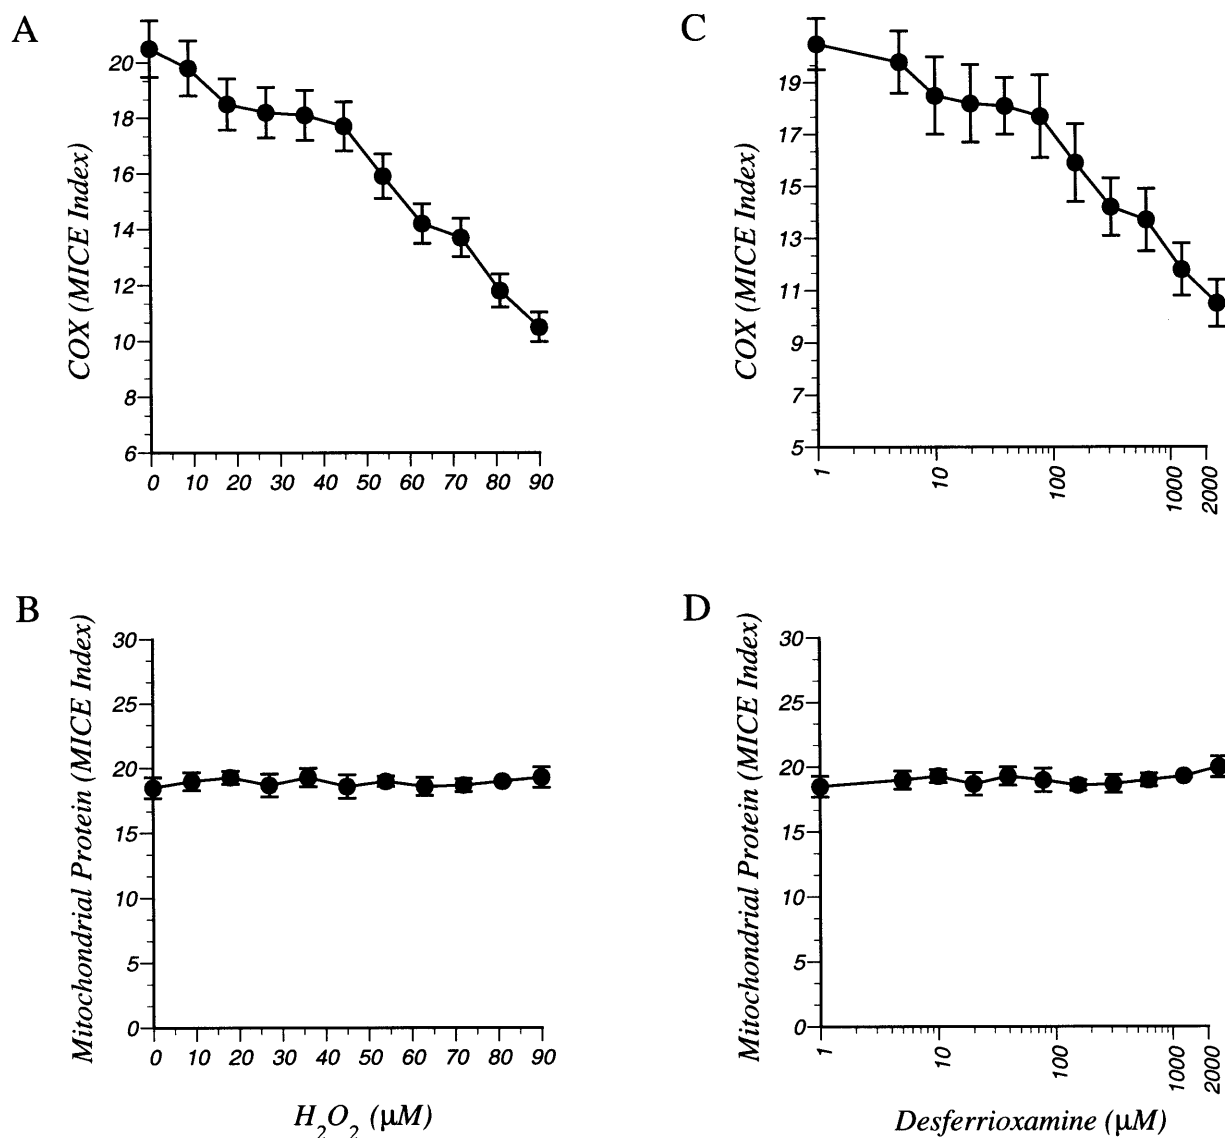 A
COX (MICE Index)
20
18
16
14
12
10
8
6
0 10 20 30 40 50 60 70 80 90
C
COX (MICE Index)
19
17
15
13
11
9
7
5
1 10 100 1000 2000
B
Mitochondrial Protein (MICE Index)
30
25
20
15
10
5
0
0 10 20 30 40 50 60 70 80 90
H2O2 (μM)
D
Mitochondrial Protein (MICE Index)
30
25
20
15
10
5
0
1 10 100 1000 2000
Desferrioxamine (μM)